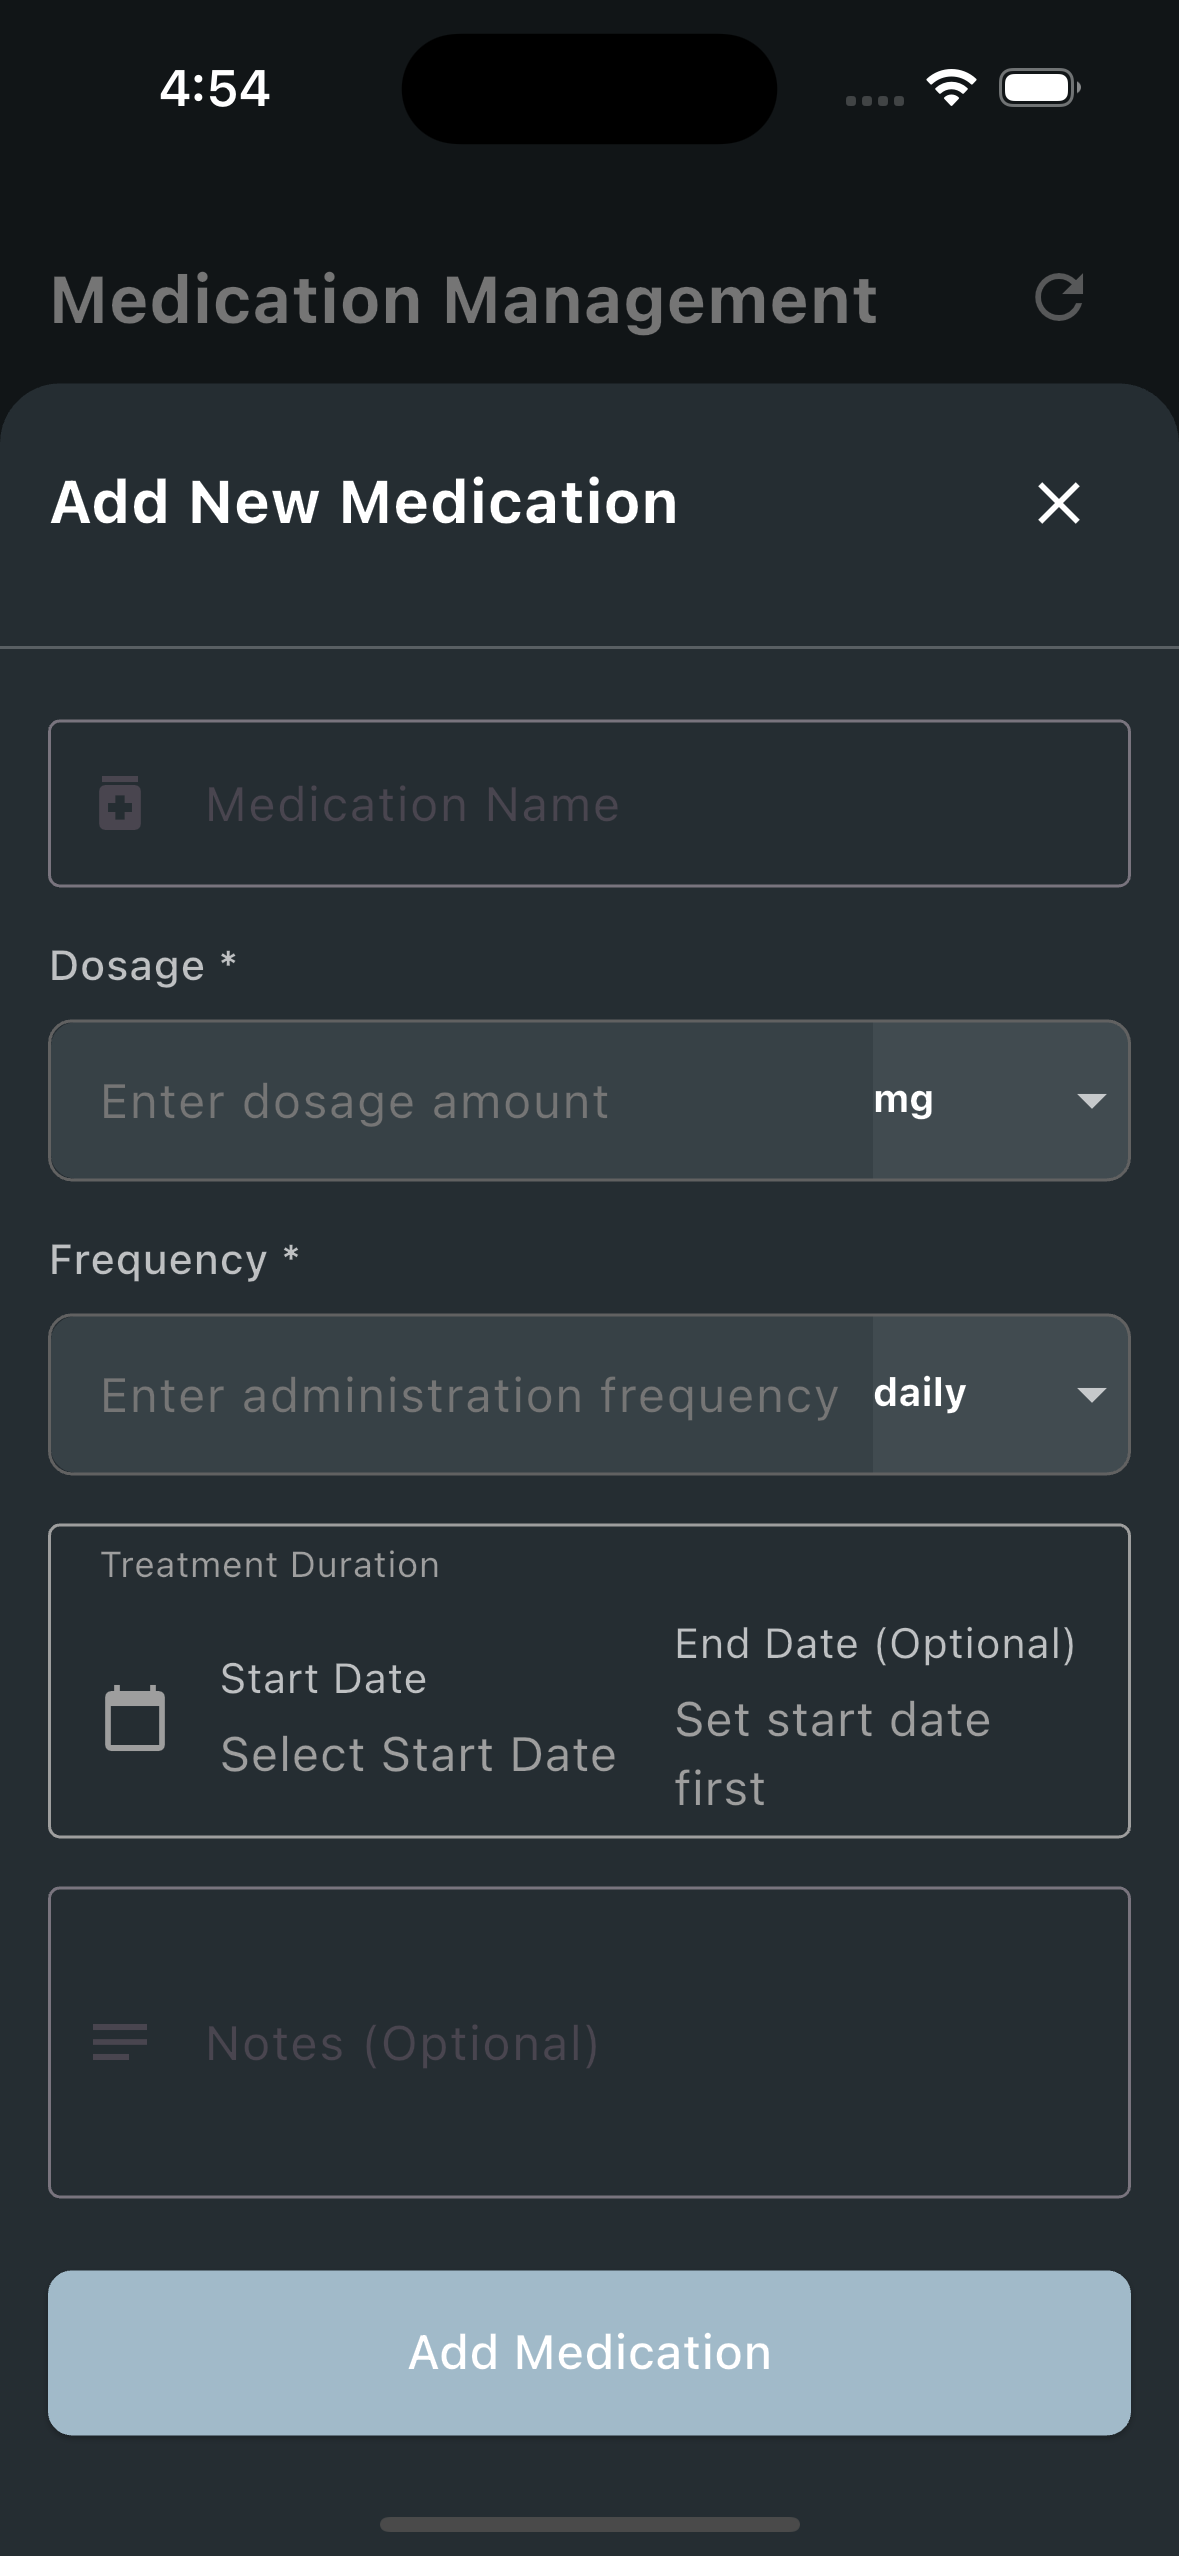 4:54
Medication Management
Add New Medication
Medication Name
Dosage *
Enter dosage amount
mg
Frequency *
Enter administration frequency
daily
Treatment Duration
Start Date
Select Start Date
End Date (Optional)
Set start date
first
Notes (Optional)
Add Medication